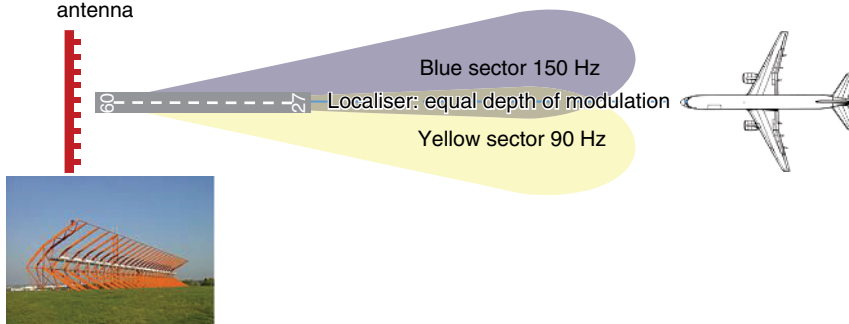 antenna
Blue sector 150 Hz
09
27
Localiser: equal depth of modulation
Yellow sector 90 Hz